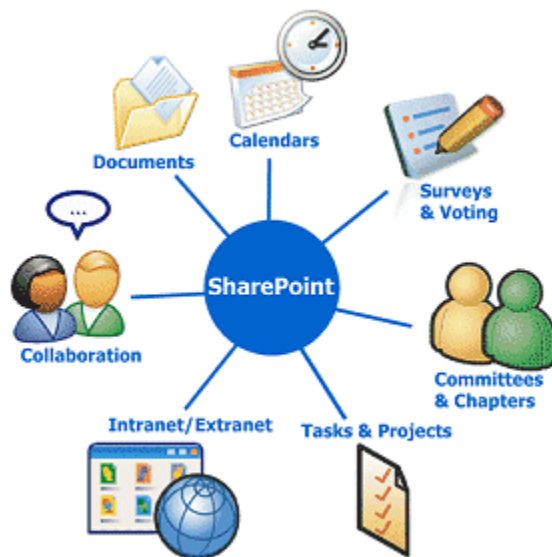 Calendars
Documents
Surveys
& Voting
...
SharePoint
Collaboration
Committees
& Chapters
Intranet/Extranet
Tasks & Projects